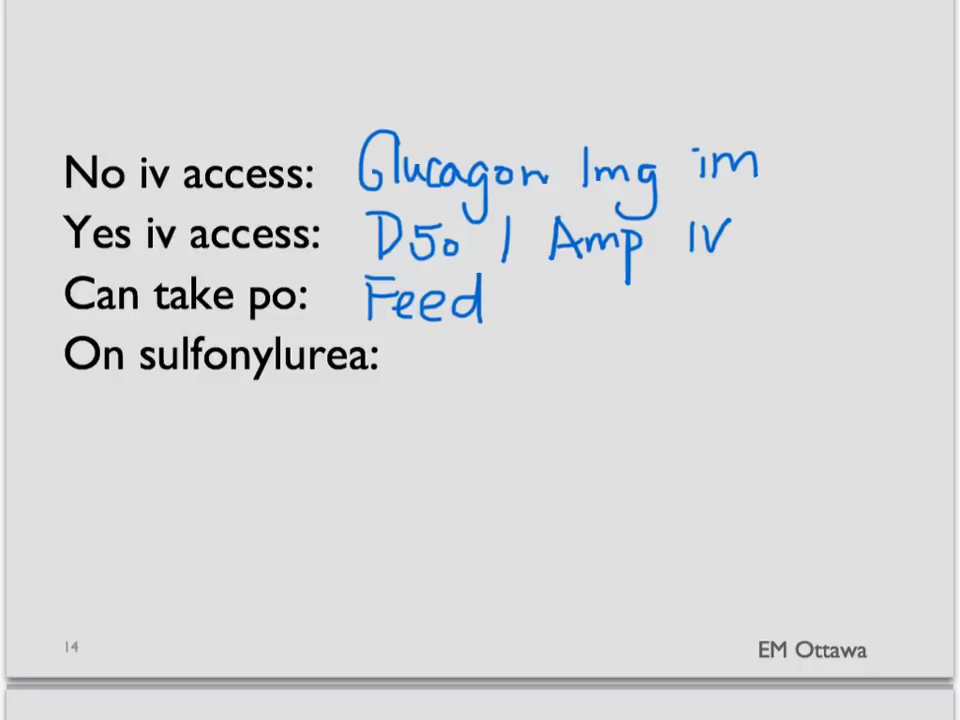 No iv access: Glucagon 1mg im
Yes iv access: D50 1 Amp IV
Can take po: Feed
On sulfonylurea:
14
EM Ottawa